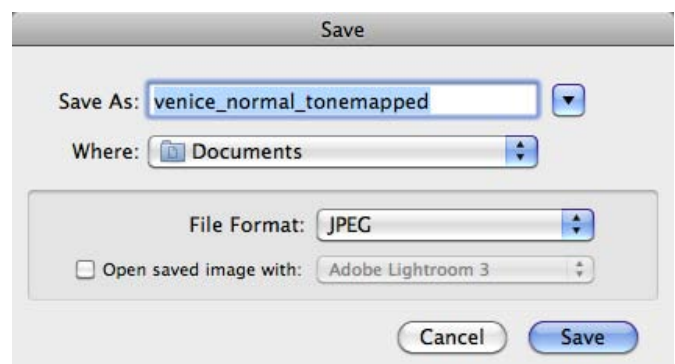 Save
Save As: venice_normal_tonemapped
Where: Documents
File Format: JPEG
Open saved image with: Adobe Lightroom 3
Cancel Save